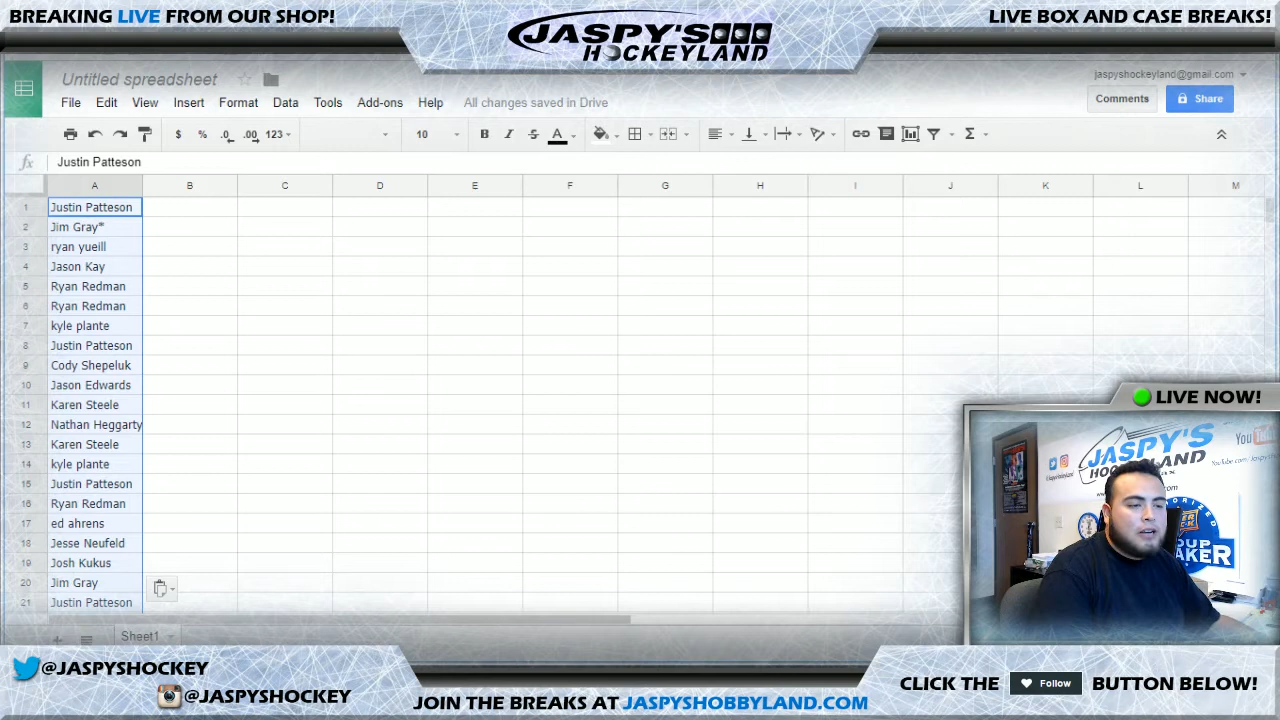 BREAKING LIVE FROM OUR SHOP!
JASPY'S
HOCKEYLAND
LIVE BOX AND CASE BREAKS!
Untitled spreadsheet
jaspyshockeyland@gmail.com
File Edit View Insert Format Data Tools Add-ons Help All changes saved in Drive
Comments
Share
$ % .0 .00 123 10 B I S A Σ
fx Justin Patteson
A B C D E F G H I J K L M
1 Justin Patteson
2 Jim Gray*
3 ryan yueill
4 Jason Kay
5 Ryan Redman
6 Ryan Redman
7 kyle plante
8 Justin Patteson
9 Cody Shepeluk
10 Jason Edwards
11 Karen Steele
12 Nathan Heggarty
13 Karen Steele
14 kyle plante
15 Justin Patteson
16 Ryan Redman
17 ed ahrens
18 Jesse Neufeld
19 Josh Kukus
20 Jim Gray
21 Justin Patteson
Sheet1
LIVE NOW!
JASPY'S
You
@JASPYSHOCKEY
@JASPYSHOCKEY
JOIN THE BREAKS AT JASPYSHOBBYLAND.COM
CLICK THE Follow BUTTON BELOW!